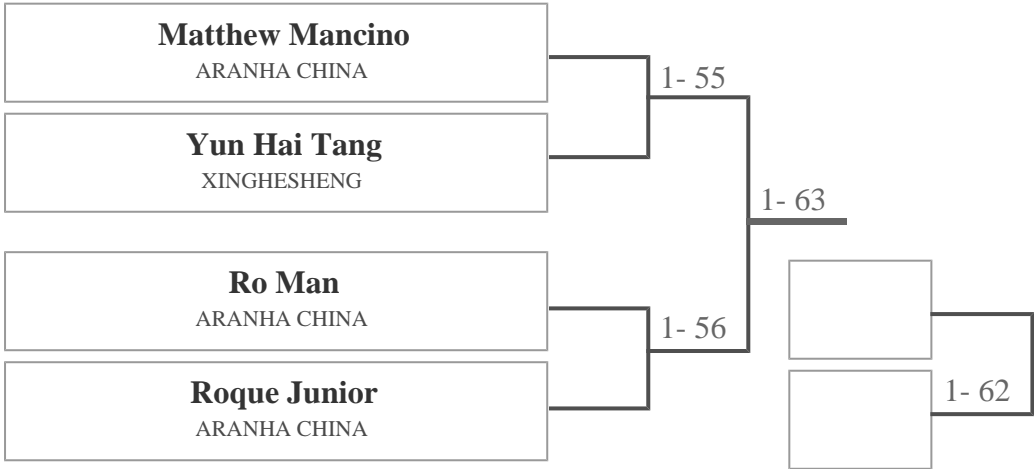 Matthew Mancino
ARANHA CHINA
1- 55
Yun Hai Tang
XINGHESHENG
1- 63
Ro Man
ARANHA CHINA
1- 56
Roque Junior
ARANHA CHINA
1- 62